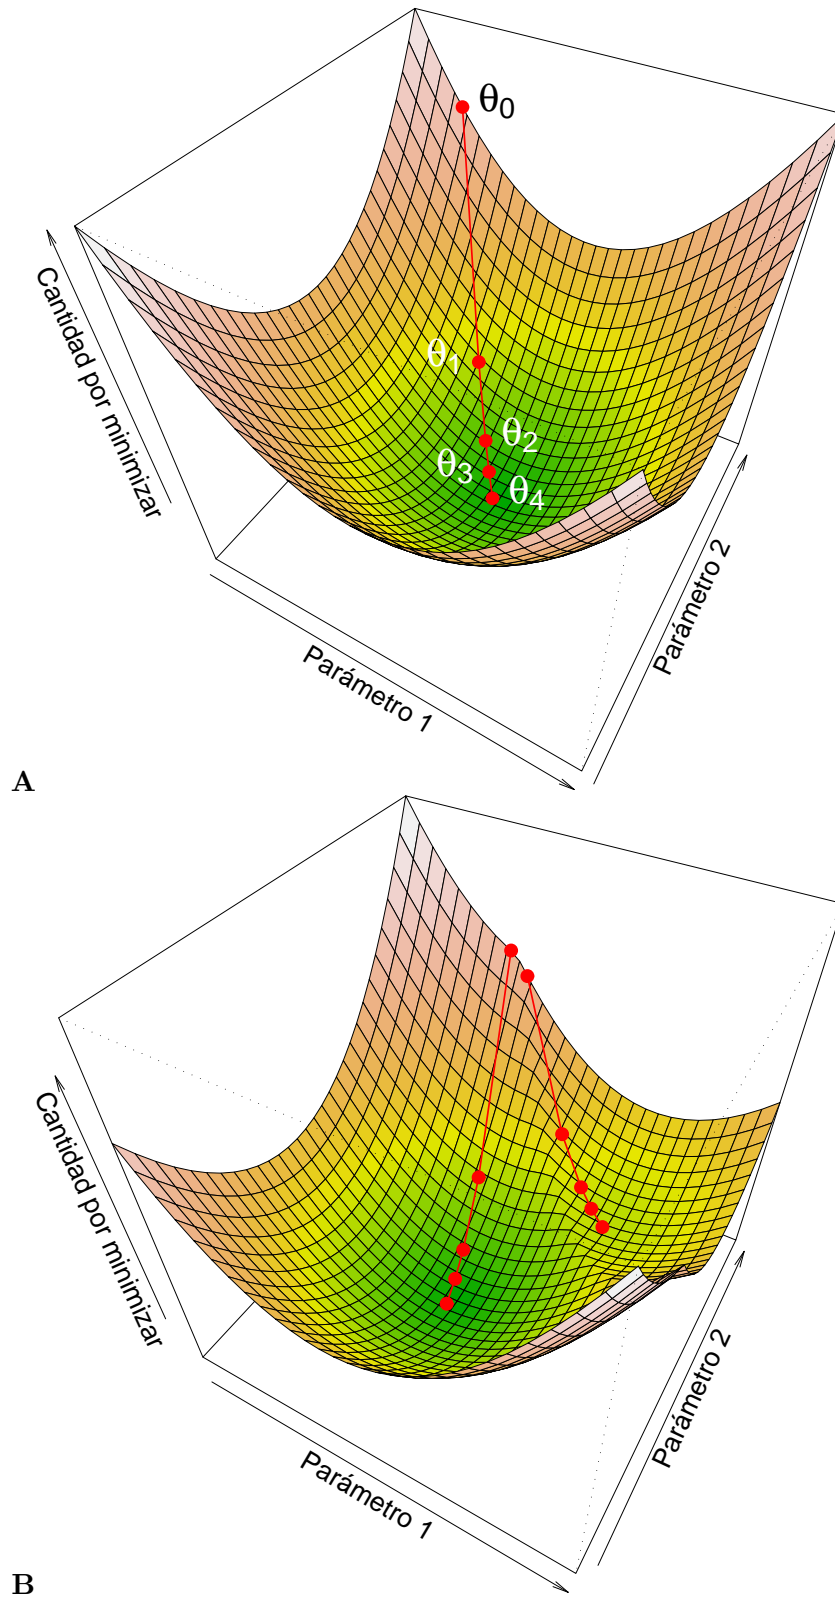 θ0
Cantidad por minimizar
θ1
θ2
θ3
θ4
Parámetro 2
Parámetro 1
A
Cantidad por minimizar
Parámetro 2
Parámetro 1
B